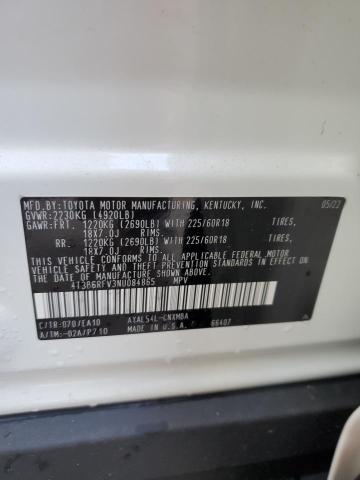 MFD.BY:TOYOTA MOTOR MANUFACTURING, KENTUCKY, INC. 05/22
GVWR:2230KG (4920LB)
GAWR:FRT. 1220KG (2690LB) WITH 225/60R18 TIRES,
18X7.0J RIMS.
RR. 1220KG (2690LB) WITH 225/60R18 TIRES,
18X7.0J RIMS.
THIS VEHICLE CONFORMS TO ALL APPLICABLE FEDERAL MOTOR
VEHICLE SAFETY STANDARDS IN EFFECT ON THE DATE OF
MANUFACTURE SHOWN ABOVE.
4T3B6RFV3NU084865 MPV
C/TR:070/EA10 AXAL54L-CNXMBA
A/TM:-02A/P710 MADE IN U.S.A. 66407